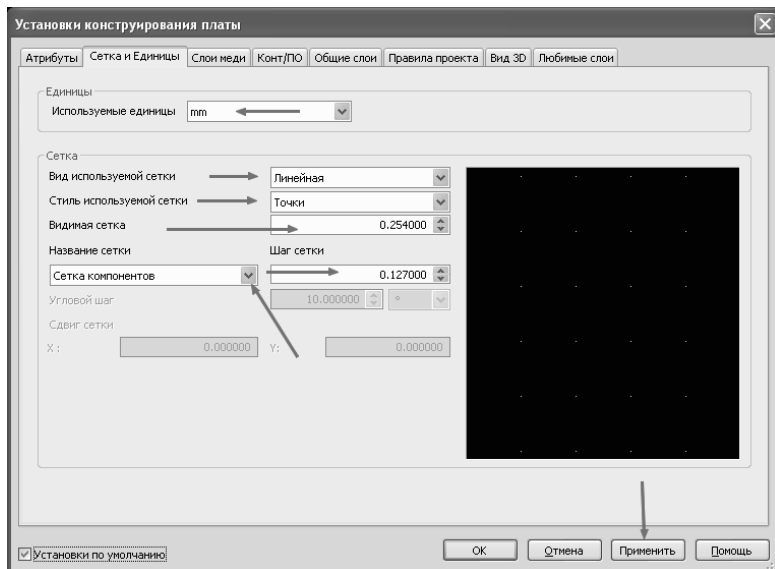 Установки конструирования платы
Атрибуты Сетка и Единицы Слои меди Конт/ПО Общие слои Правила проекта Вид 3D Любимые слои
Единицы
Используемые единицы mm
Сетка
Вид используемой сетки Линейная
Стиль используемой сетки Точки
Видимая сетка 0.254000
Название сетки Шаг сетки
Сетка компонентов 0.127000
Угловой шаг 10.000000 °
Сдвиг сетки
X: 0.000000 Y: 0.000000
Установки по умолчанию OK Отмена Применить Помощь